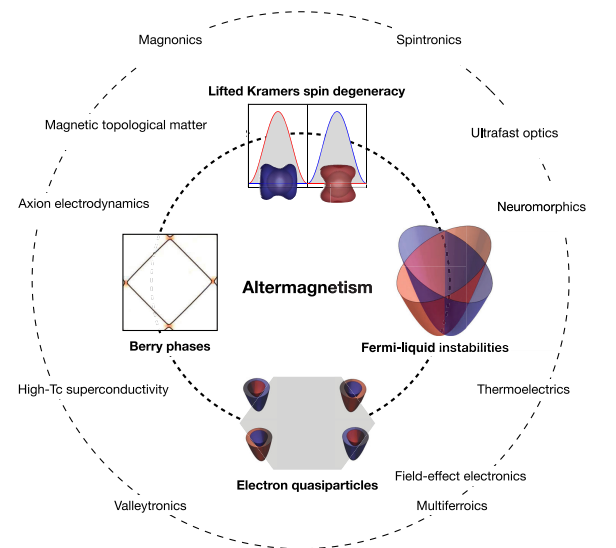 Magnonics
Spintronics
Lifted Kramers spin degeneracy
Magnetic topological matter
Ultrafast optics
Axion electrodynamics
Neuromorphics
Altermagnetism
Berry phases
Fermi-liquid instabilities
High-Tc superconductivity
Thermoelectrics
Field-effect electronics
Electron quasiparticles
Valleytronics
Multiferroics